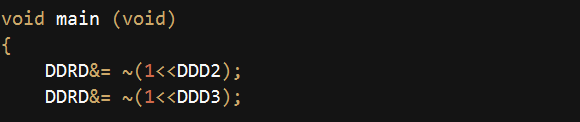 void main (void)
{
    DDRD&= ~(1<<DDD2);
    DDRD&= ~(1<<DDD3);